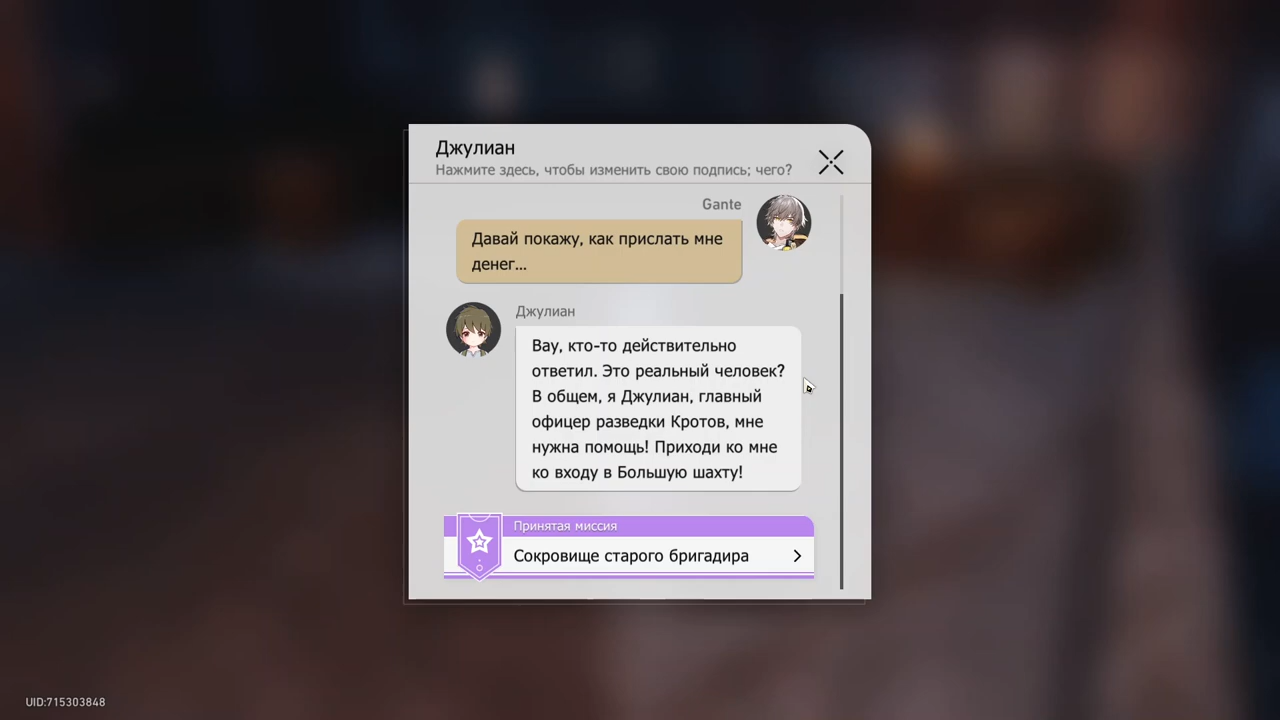 Джулиан
Нажмите здесь, чтобы изменить свою подпись; чего?
Gante
Давай покажу, как прислать мне
денег...
Джулиан
Вау, кто-то действительно
ответил. Это реальный человек?
В общем, я Джулиан, главный
офицер разведки Кротов, мне
нужна помощь! Приходи ко мне
ко входу в Большую шахту!
Принятая миссия
Сокровище старого бригадира
UID:715303848